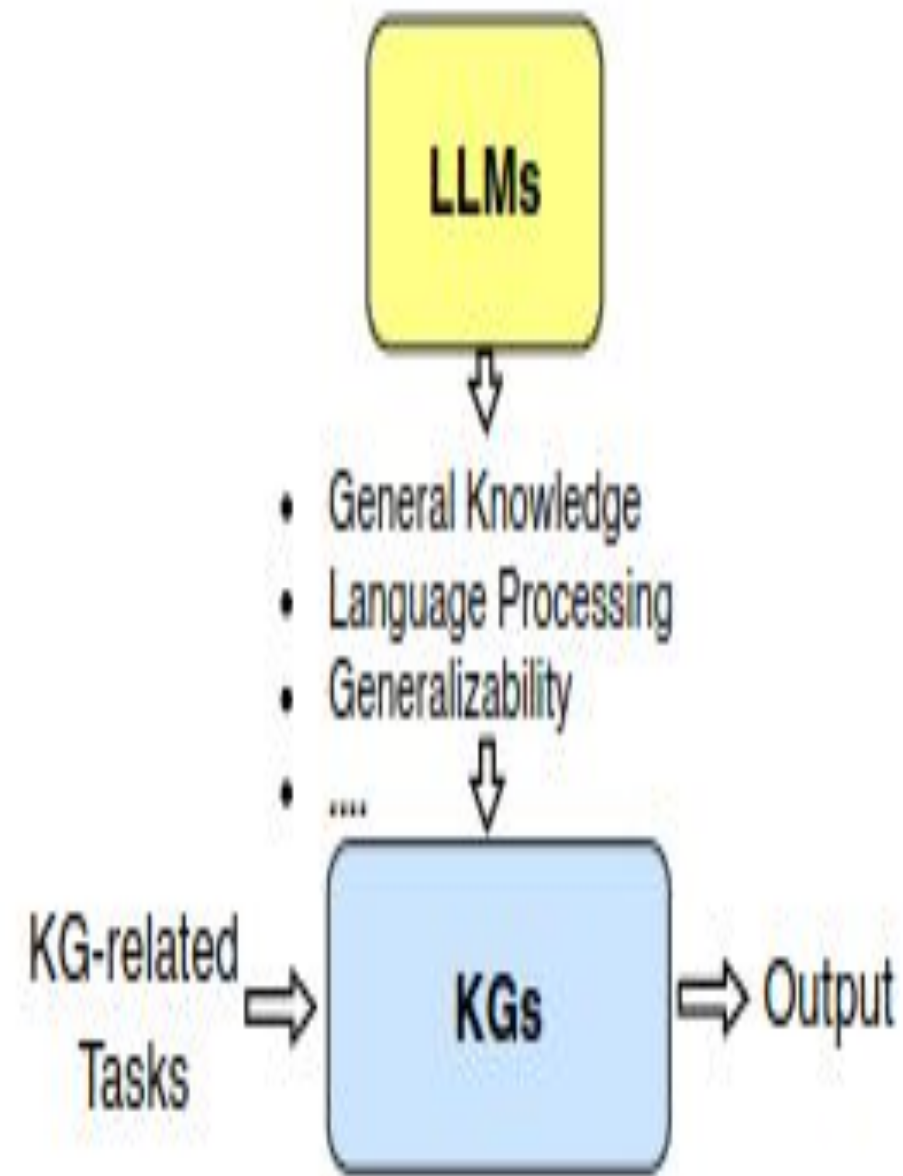 LLMs
• General Knowledge
• Language Processing
• Generalizability
• ....
KG-related
Tasks
KGs
Output